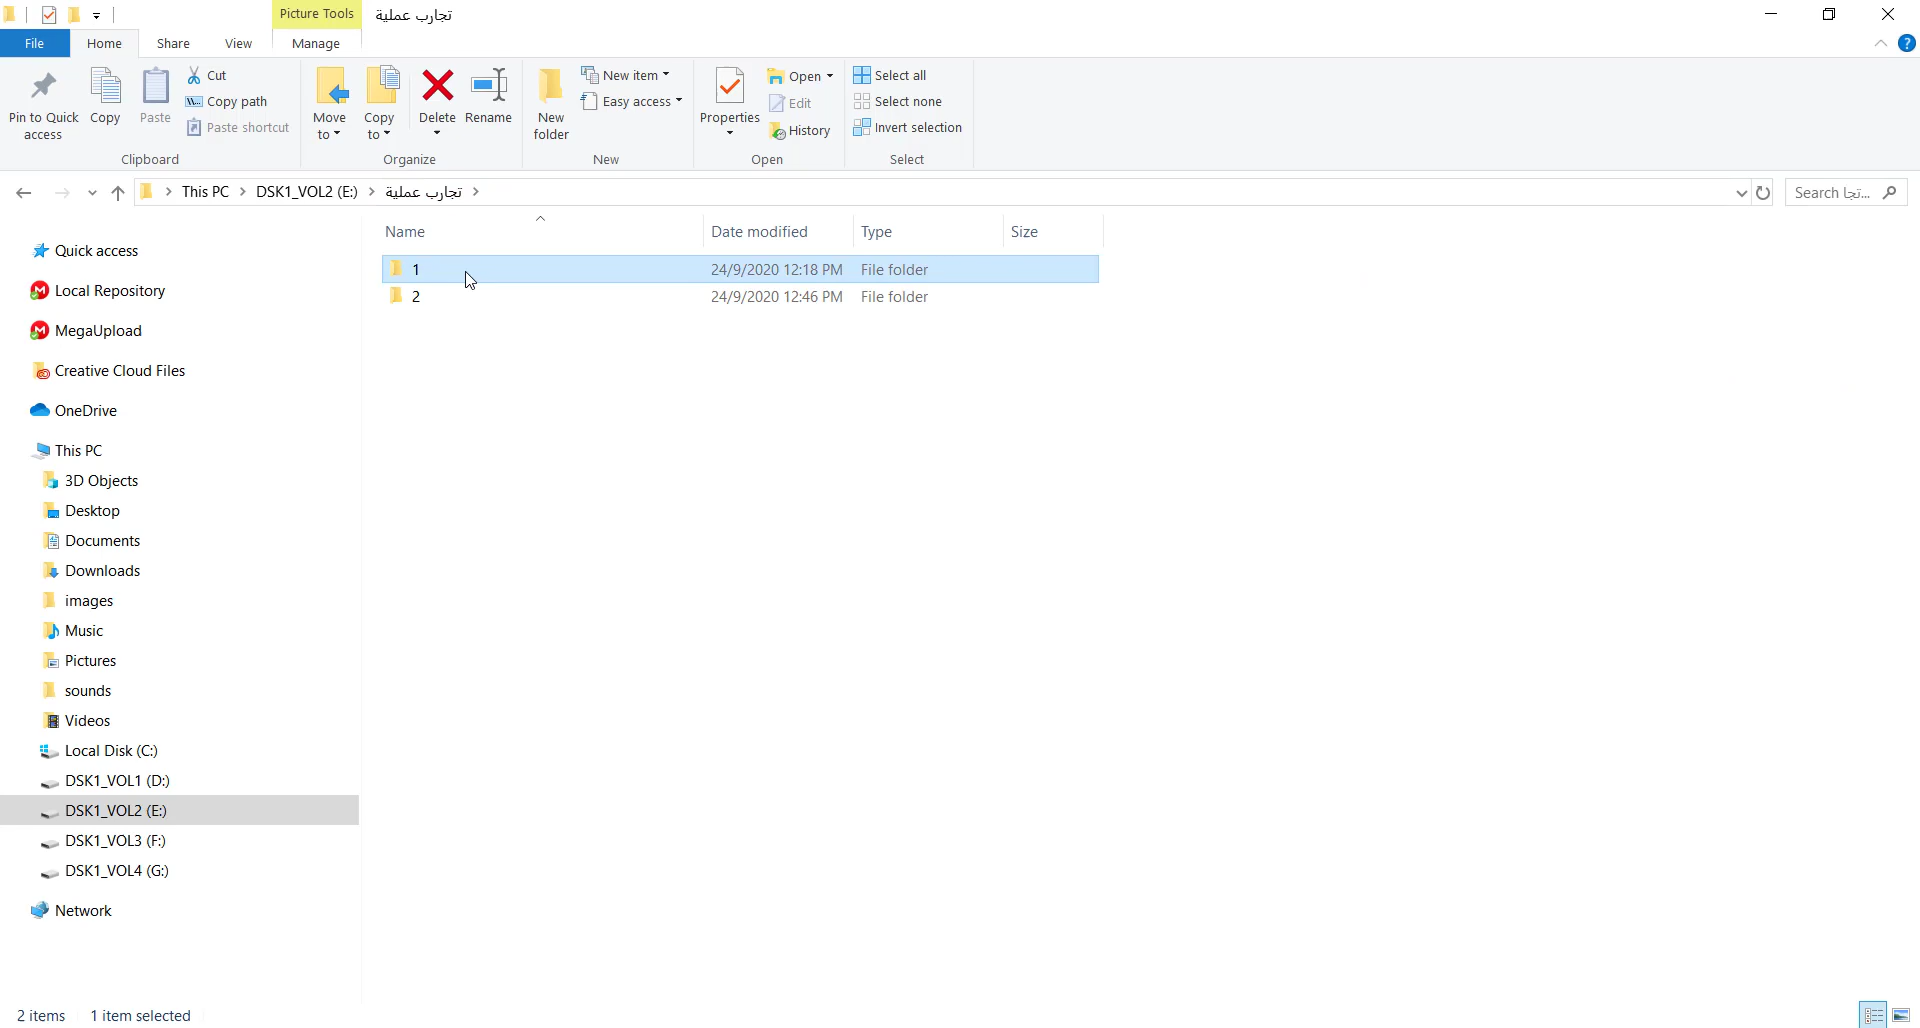 Picture Tools
تجارب عملية
File
Home
Share
View
Manage
Pin to Quick access
Copy
Paste
Cut
Copy path
Paste shortcut
Clipboard
Move to
Copy to
Delete
Rename
Organize
New folder
New item
Easy access
New
Properties
Open
Edit
History
Open
Select all
Select none
Invert selection
Select
This PC
DSK1_VOL2 (E:)
تجارب عملية
Search تجا...
Name
Date modified
Type
Size
1 24/9/2020 12:18 PM File folder
2 24/9/2020 12:46 PM File folder
Quick access
Local Repository
MegaUpload
Creative Cloud Files
OneDrive
This PC
3D Objects
Desktop
Documents
Downloads
images
Music
Pictures
sounds
Videos
Local Disk (C:)
DSK1_VOL1 (D:)
DSK1_VOL2 (E:)
DSK1_VOL3 (F:)
DSK1_VOL4 (G:)
Network
2 items
1 item selected